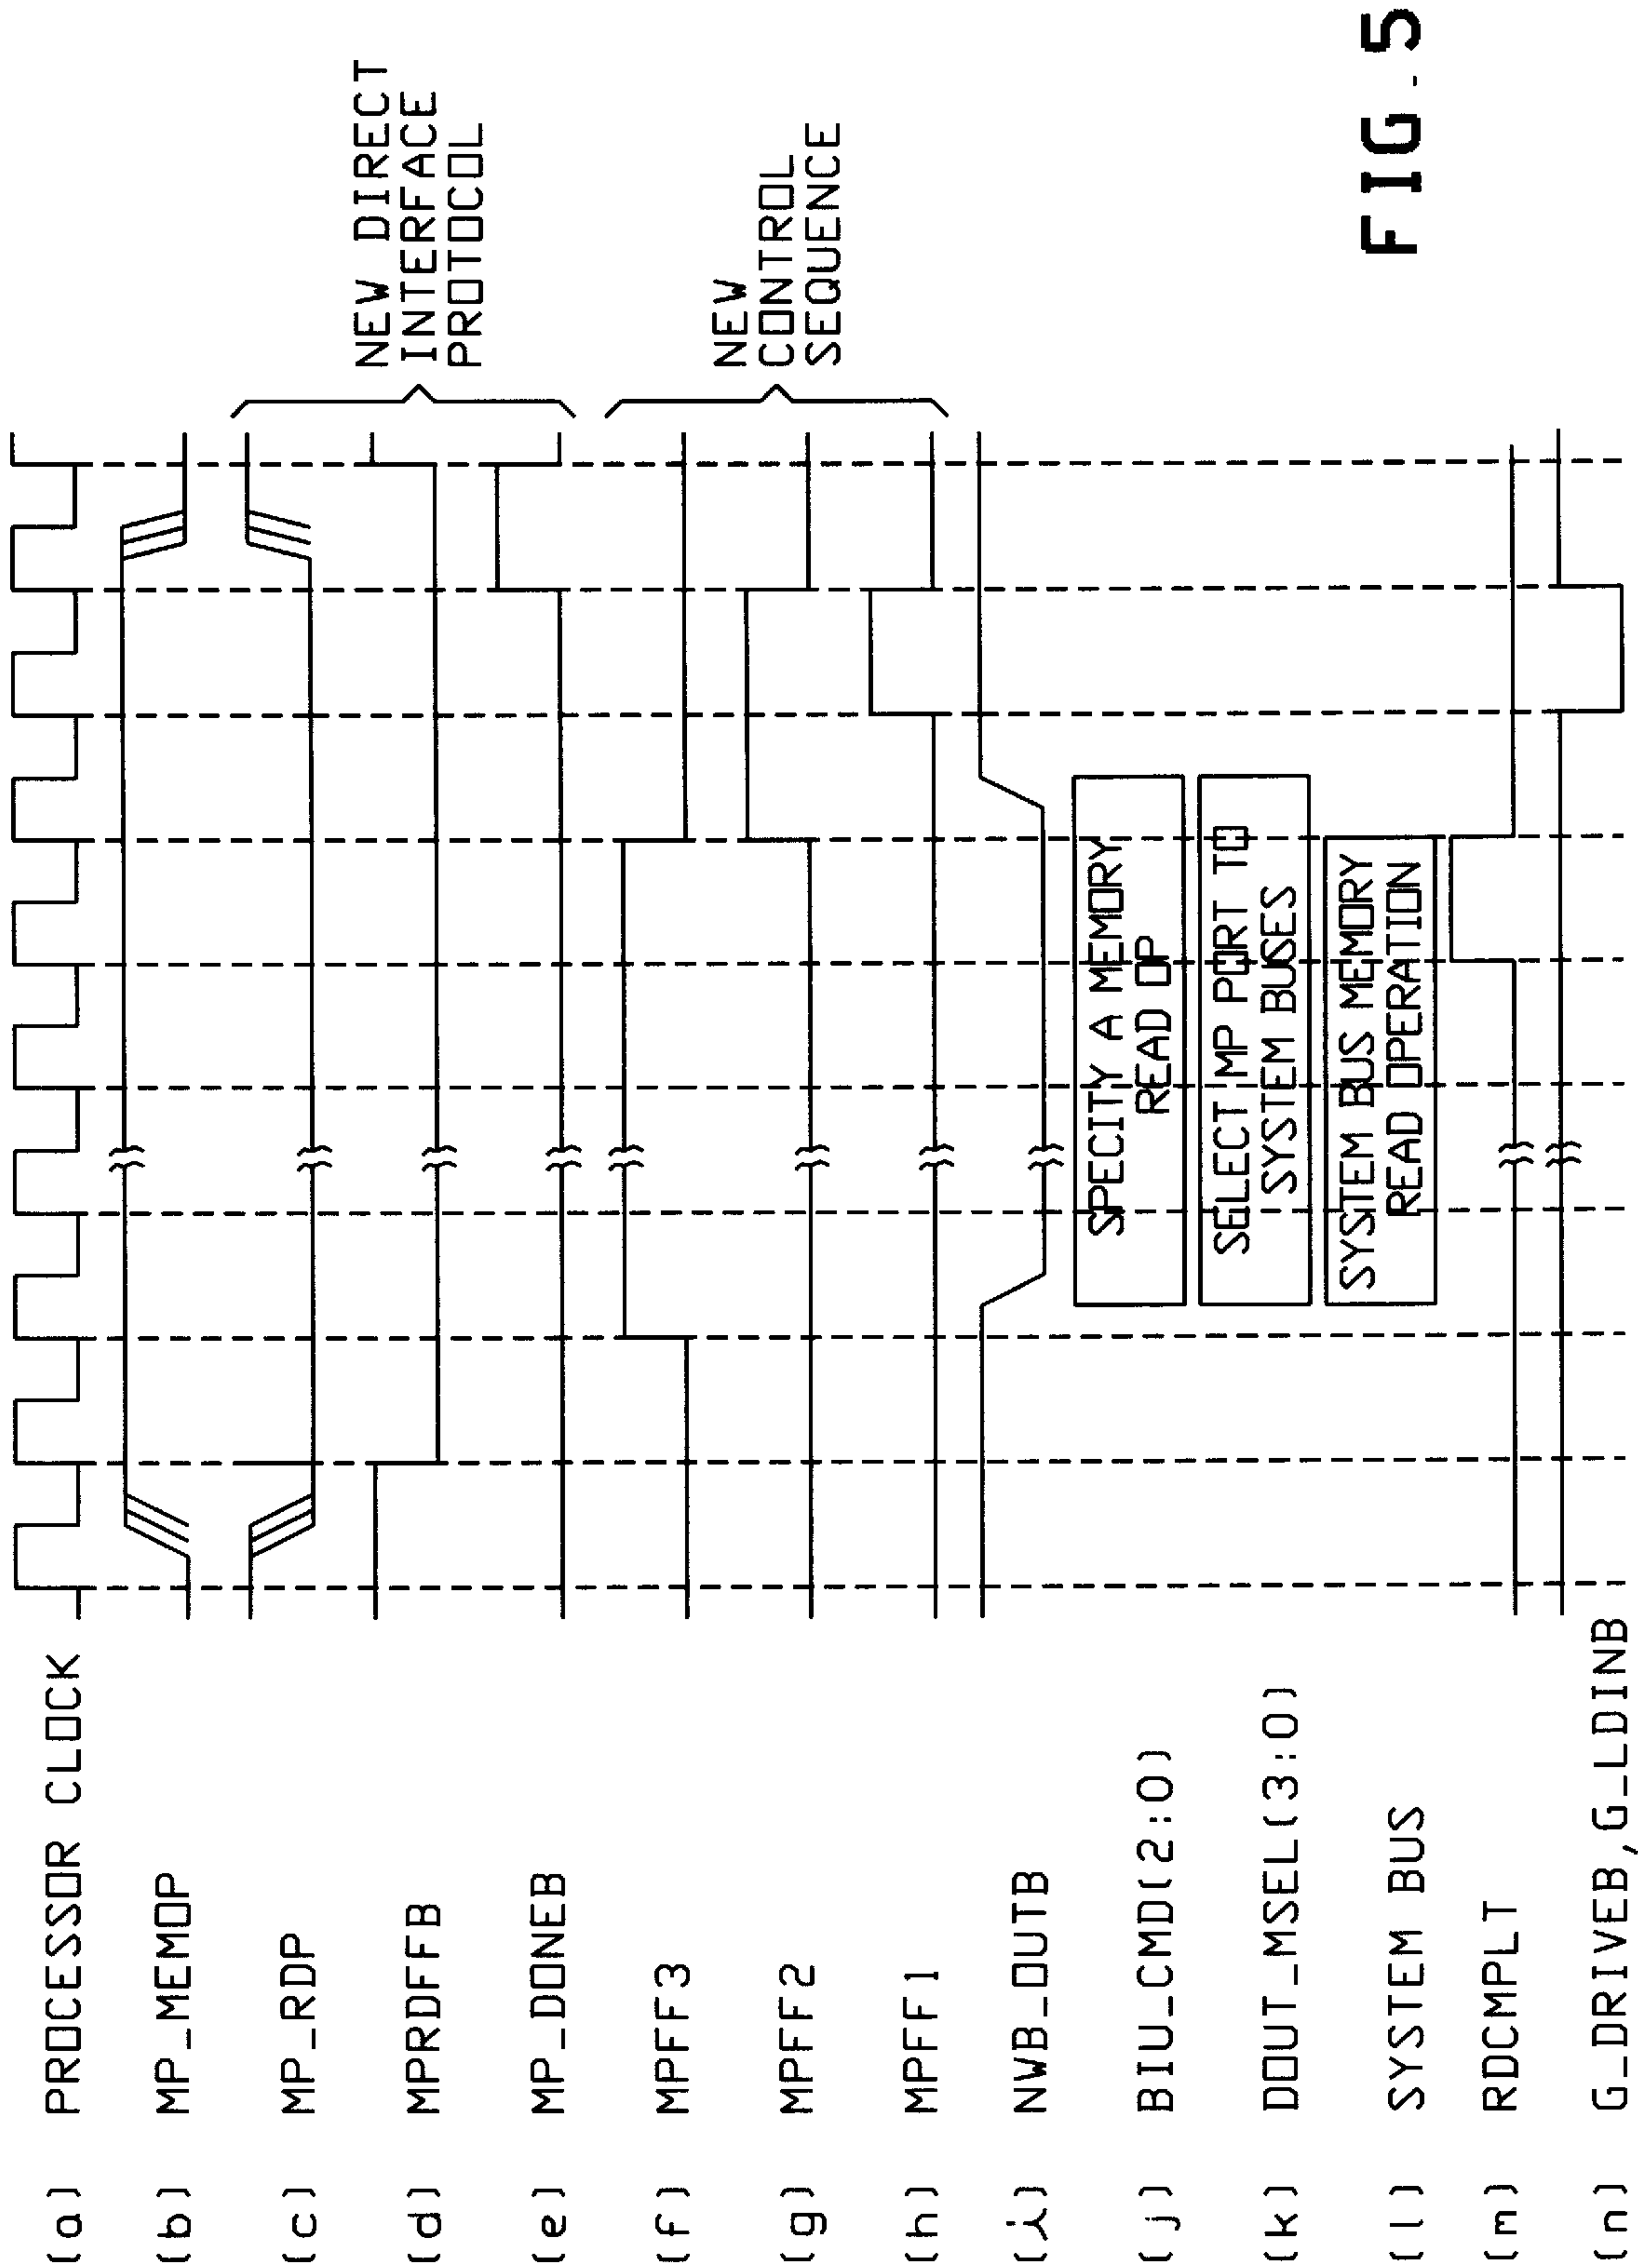 (a) PROCESSOR CLOCK
(b) MP_MEMOP
(c) MP_RDP
(d) MPRDFFB
(e) MP_DONEB
(f) MPFF3
(g) MPFF2
(h) MPFF1
(i) NWB_OUTB
(j) BIU_CMD(2:0)
(k) DOUT_MSEL(3:0)
(l) SYSTEM BUS
(m) RDCMPLT
(n) G_DRIVEB,G_LDINB
SPECITY A MEMORY
READ OP
SELECT MP PORT TO
SYSTEM BUSES
SYSTEM BUS MEMORY
READ OPERATION
NEW DIRECT
INTERFACE
PROTOCOL
NEW
CONTROL
SEQUENCE
FIG.5